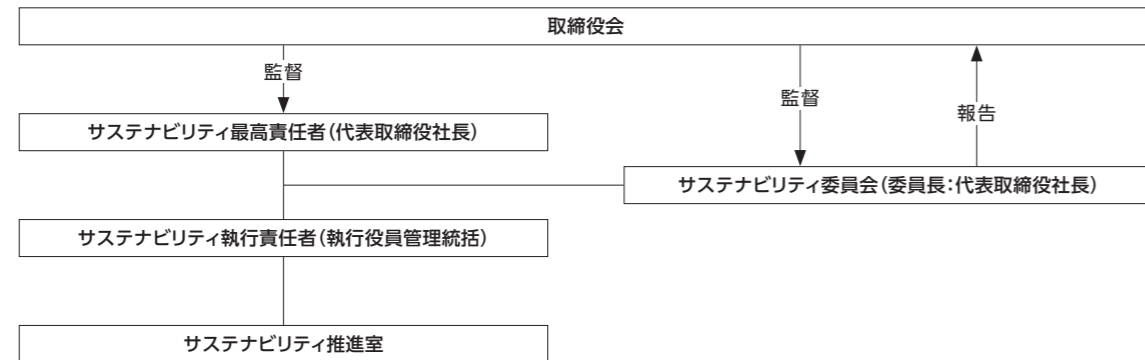 取締役会
監督
監督
報告
サステナビリティ最高責任者(代表取締役社長)
サステナビリティ委員会(委員長:代表取締役社長)
サステナビリティ執行責任者(執行役員管理統括)
サステナビリティ推進室